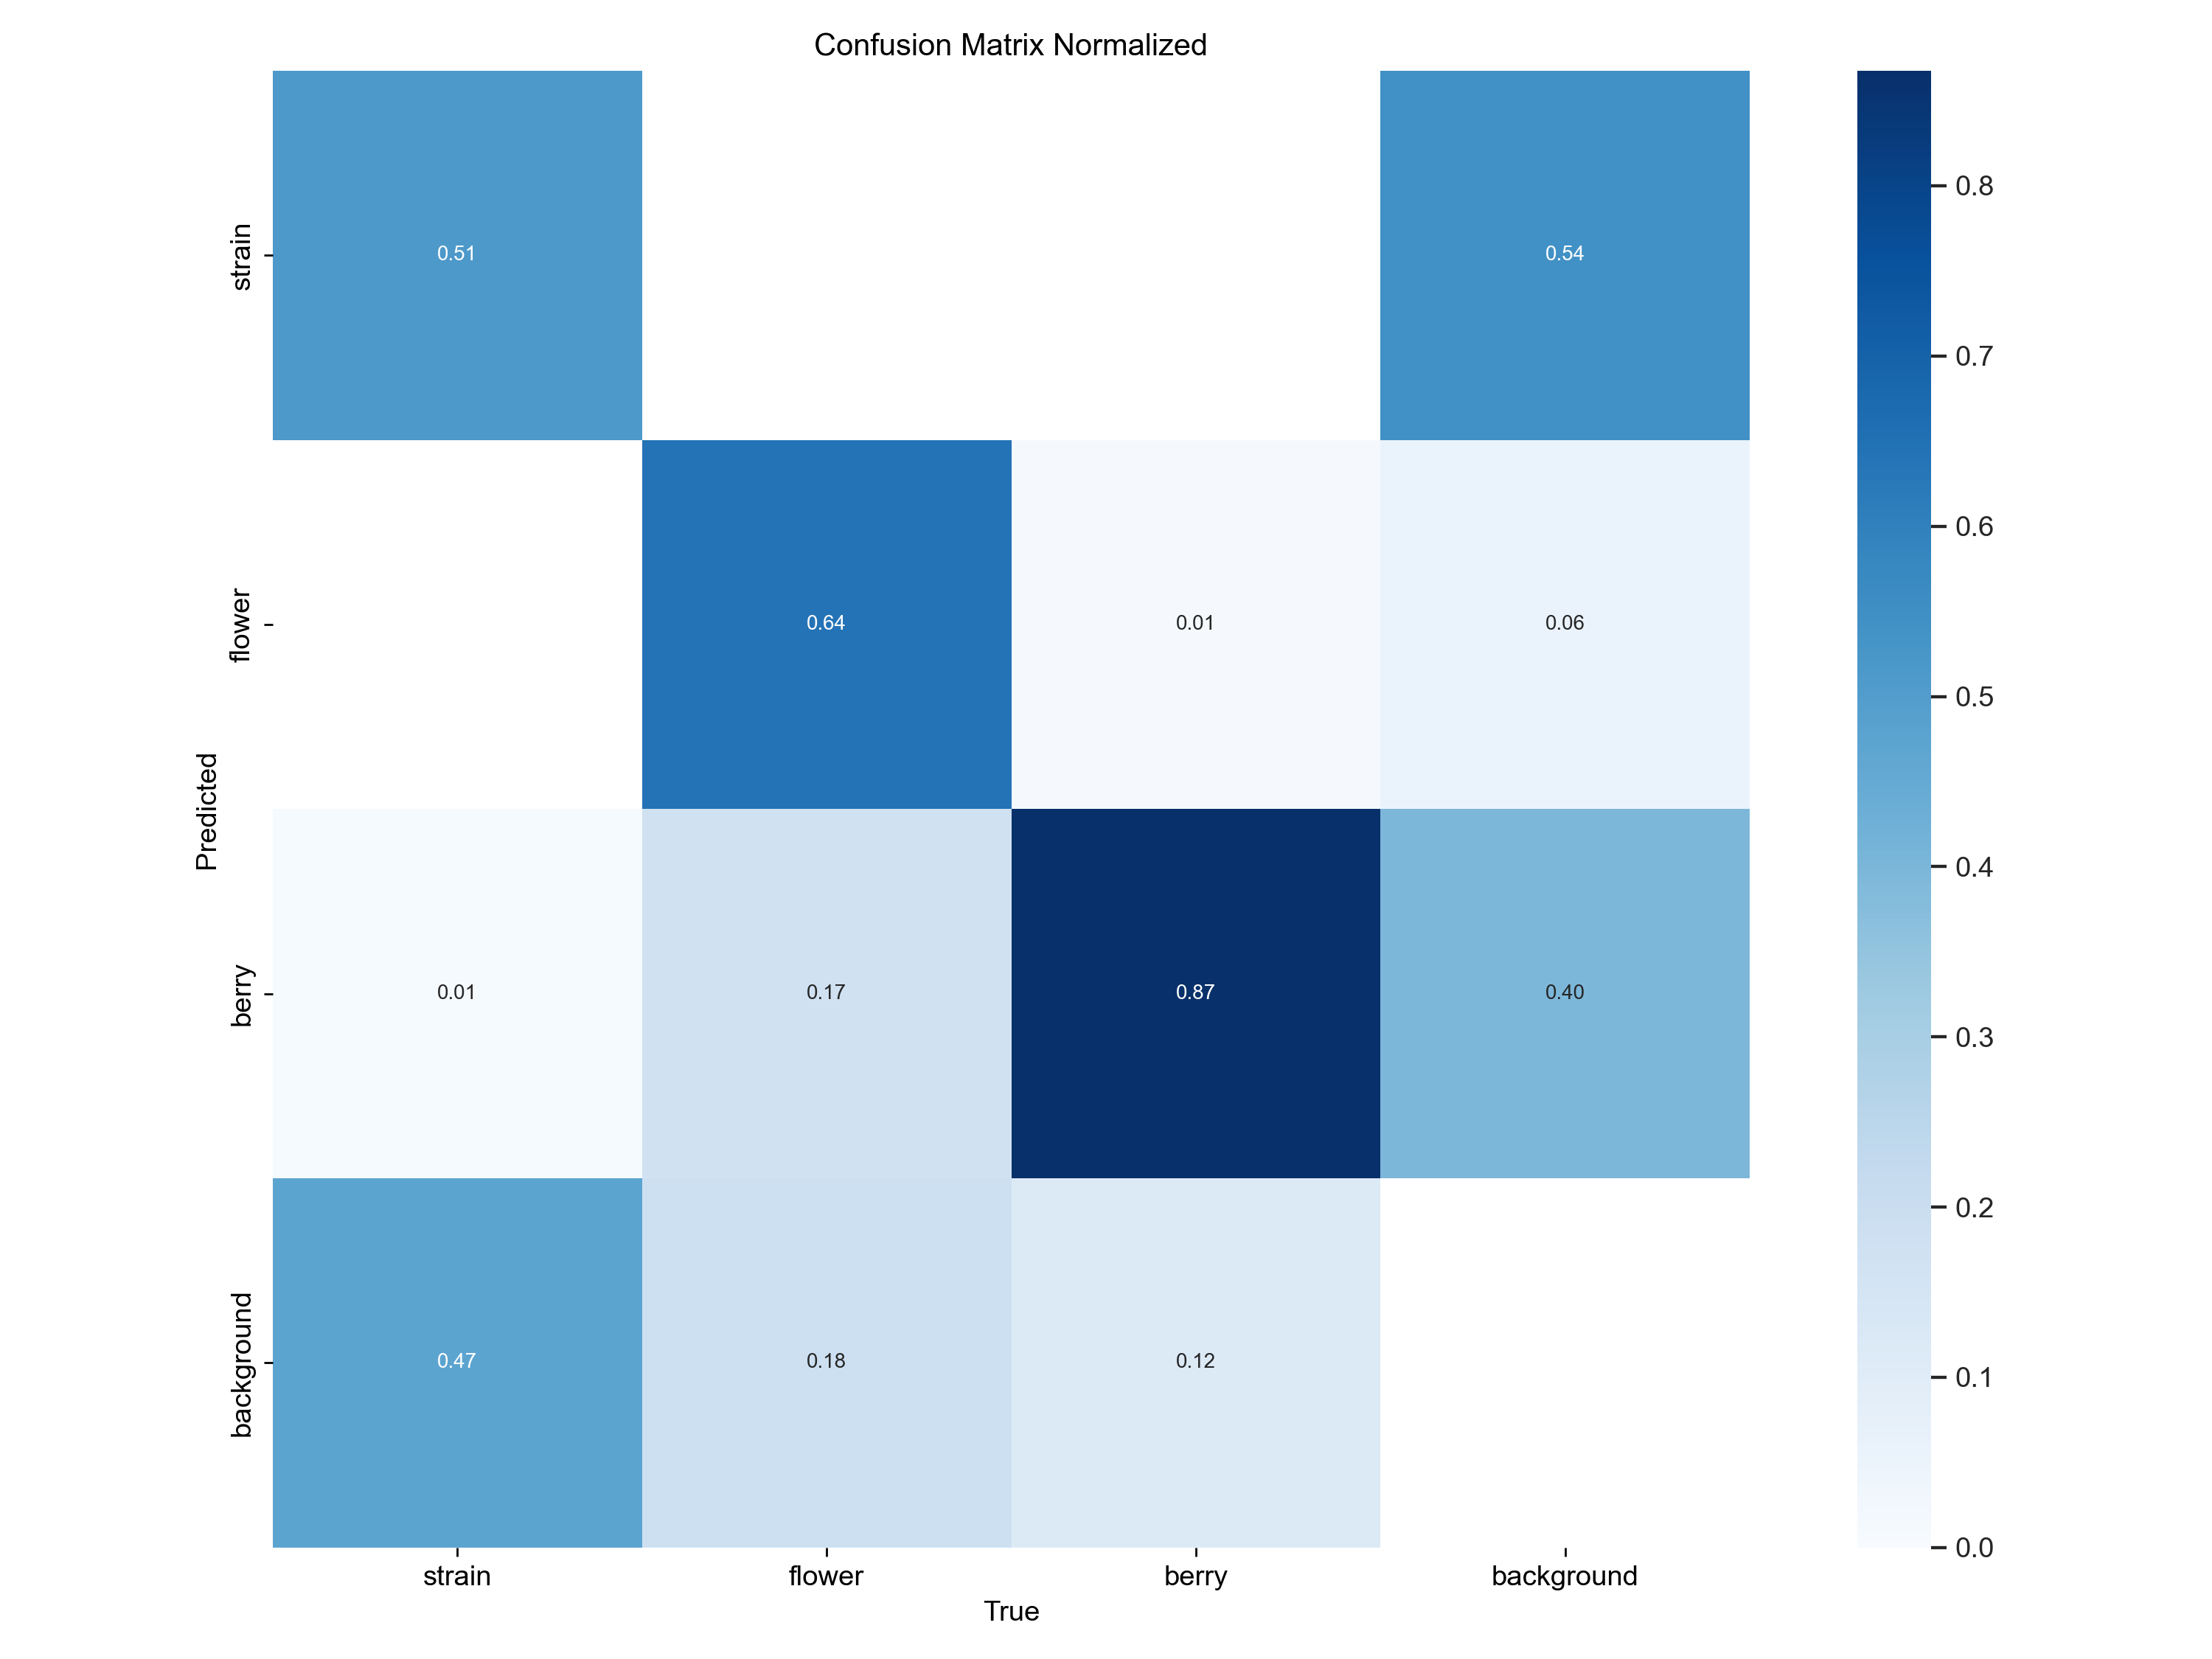 Confusion Matrix Normalized
strain
0.51
0.54
flower
0.64
0.01
0.06
berry
0.01
0.17
0.87
0.40
background
0.47
0.18
0.12
Predicted
strain
flower
berry
background
True
0.8
0.7
0.6
0.5
0.4
0.3
0.2
0.1
0.0